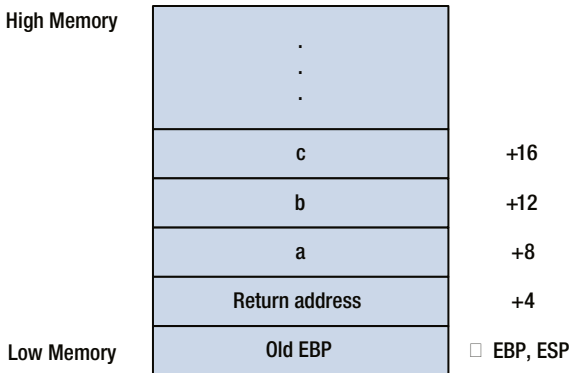 High Memory
.
.
.
c +16
b +12
a +8
Return address +4
Low Memory Old EBP □ EBP, ESP